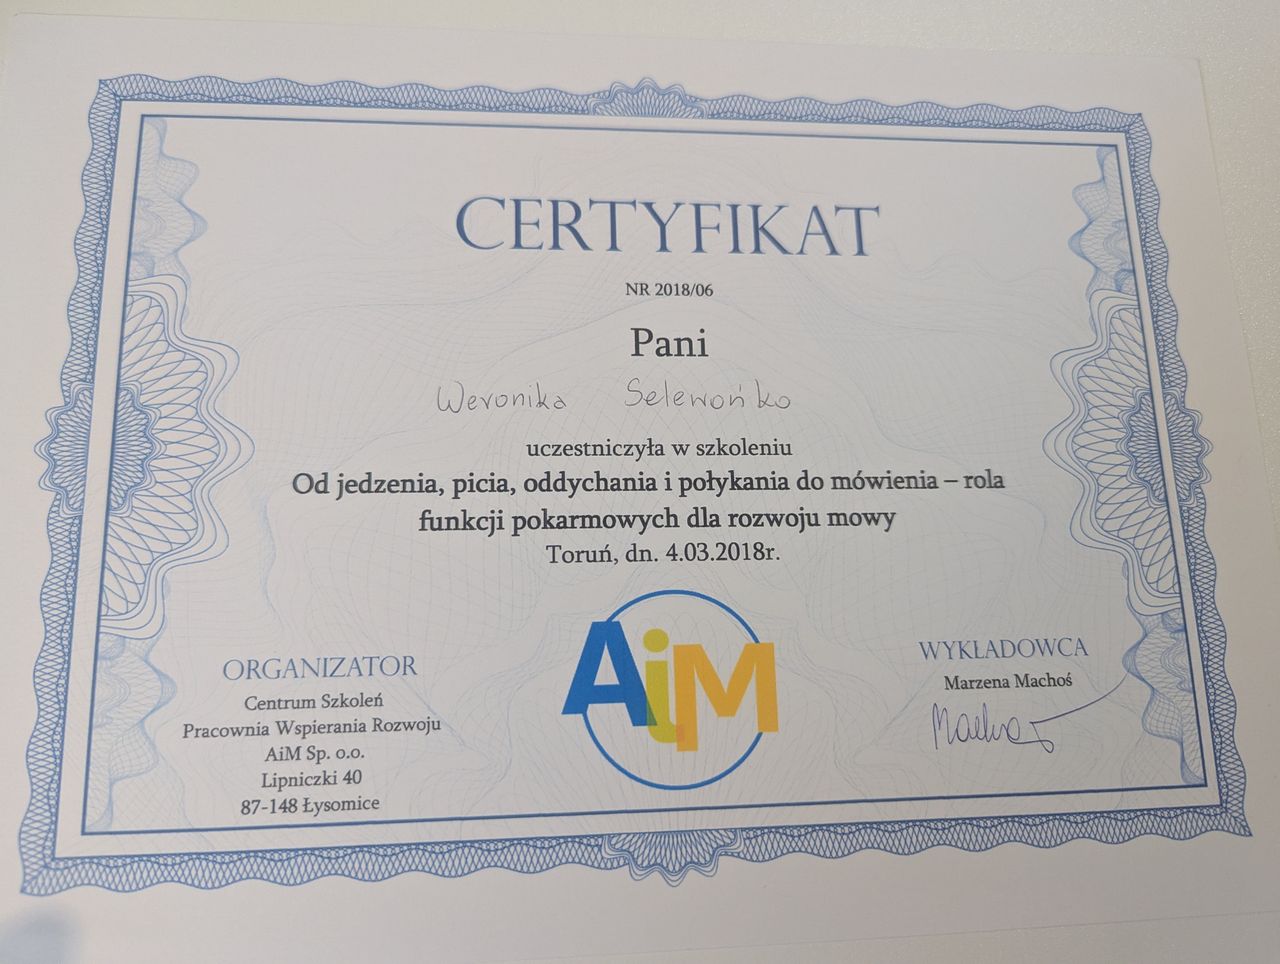 CERTYFIKAT
NR 2018/06
Pani
Weronika Selewońko
uczestniczyła w szkoleniu
Od jedzenia, picia, oddychania i połykania do mówienia – rola
funkcji pokarmowych dla rozwoju mowy
Toruń, dn. 4.03.2018r.
ORGANIZATOR
Centrum Szkoleń
Pracownia Wspierania Rozwoju
AiM Sp. o.o.
Lipniczki 40
87-148 Łysomice
AiM
WYKŁADOWCA
Marzena Machoś